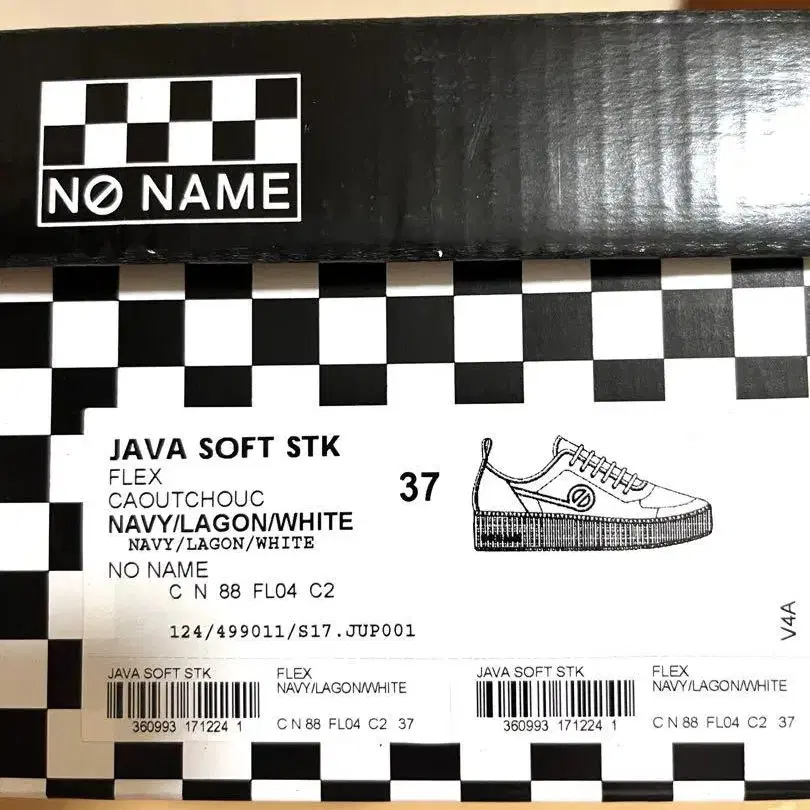 NØ NAME
JAVA SOFT STK
FLEX
CAOUTCHOUC
37
NAVY/LAGON/WHITE
NAVY/LAGON/WHITE
NO NAME
C N 88 FL04 C2
124/499011/S17.JUP001
V4A
JAVA SOFT STK FLEX
NAVY/LAGON/WHITE
360993 171224 1 C N 88 FL04 C2 37
JAVA SOFT STK FLEX
NAVY/LAGON/WHITE
360993 171224 1 C N 88 FL04 C2 37